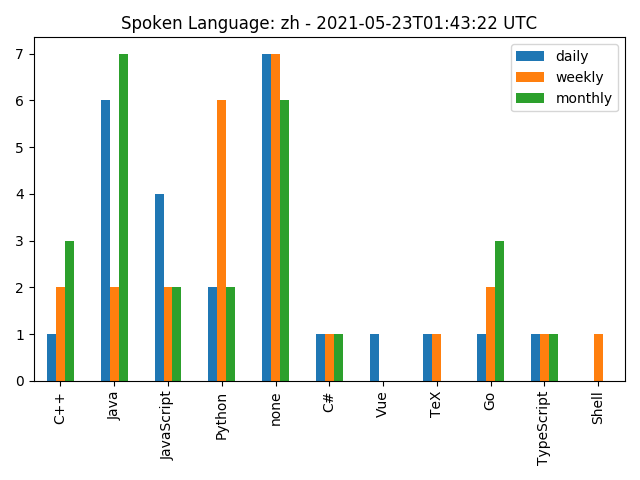 Spoken Language: zh - 2021-05-23T01:43:22 UTC
daily
weekly
monthly
7
6
5
4
3
2
1
0
C++
Java
JavaScript
Python
none
C#
Vue
TeX
Go
TypeScript
Shell